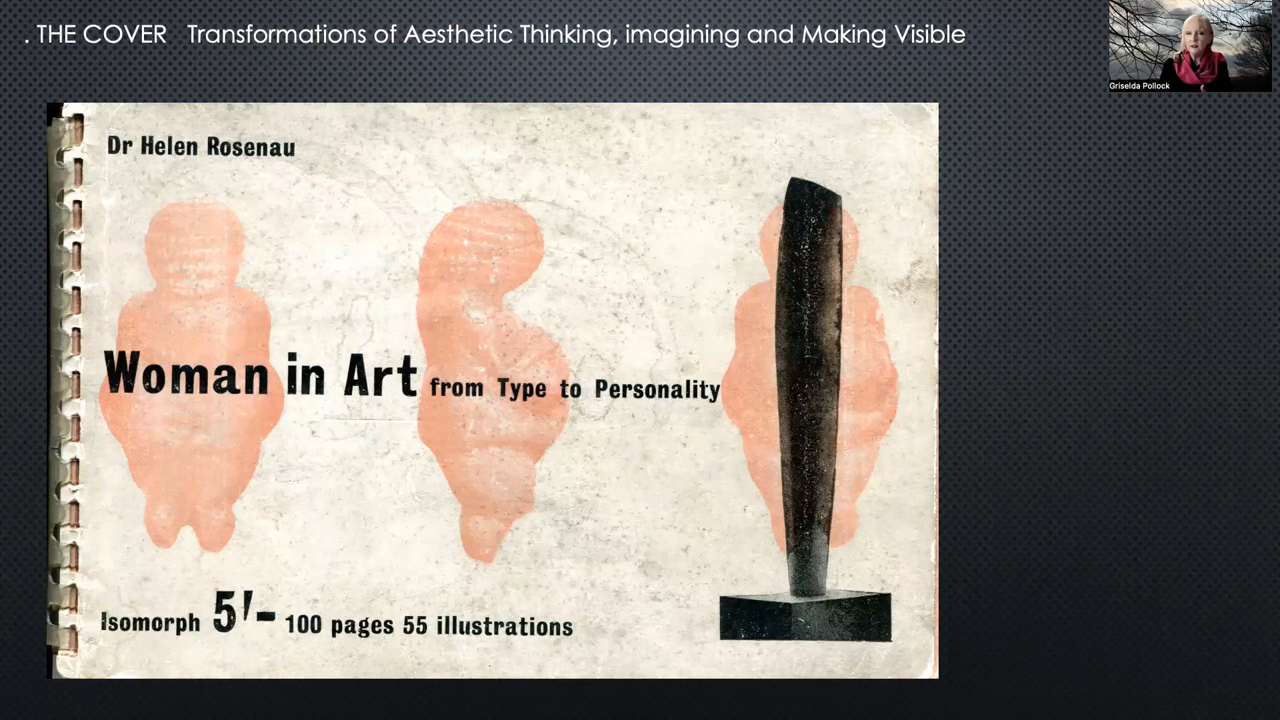 . THE COVER Transformations of Aesthetic Thinking, imagining and Making Visible
Griselda Pollock
Dr Helen Rosenau
Woman in Art from Type to Personality
Isomorph 5/- 100 pages 55 illustrations